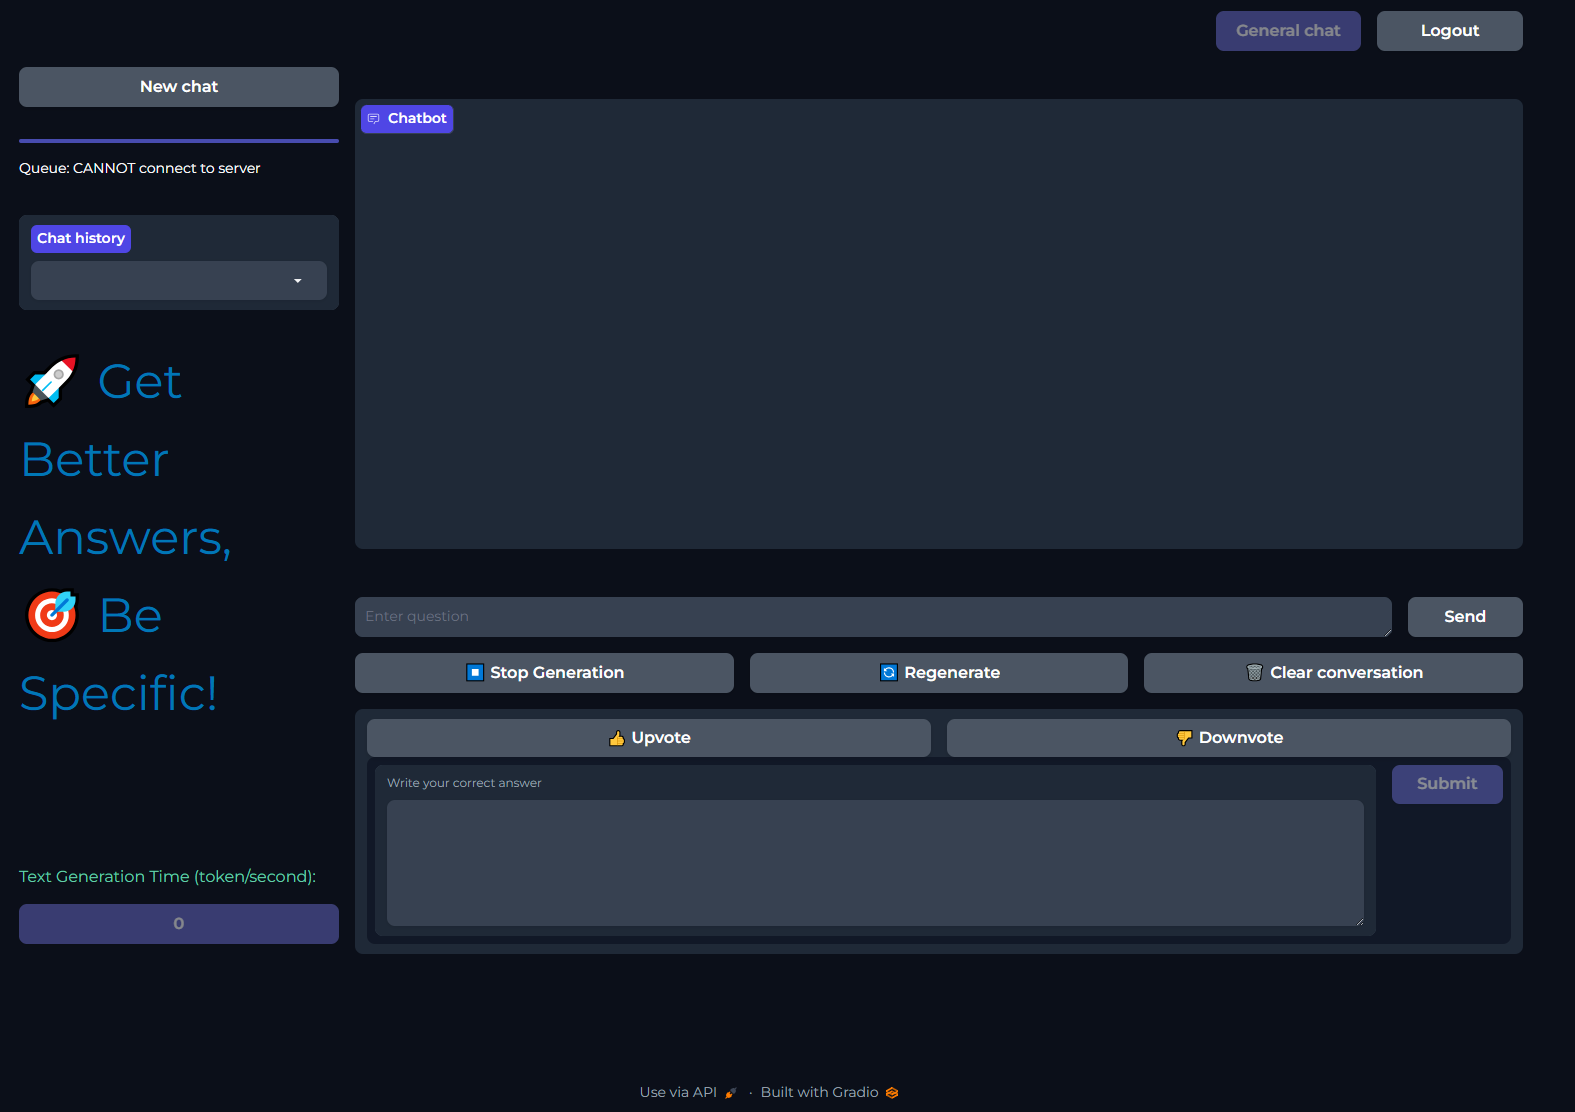 General chat
Logout
New chat
Chatbot
Queue: CANNOT connect to server
Chat history
Get
Better
Answers,
Be
Specific!
Enter question
Send
Stop Generation
Regenerate
Clear conversation
Upvote
Downvote
Write your correct answer
Submit
Text Generation Time (token/second):
0
Use via API · Built with Gradio